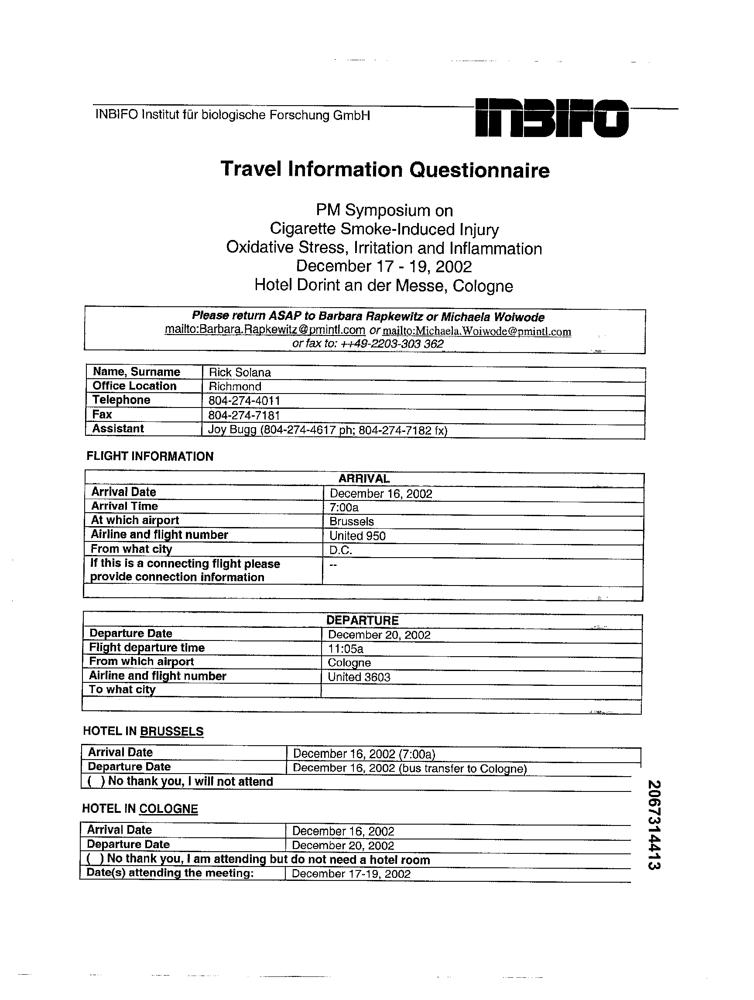 INBIFO Institut für biologische Forschung GmbH
INBIFO
Travel Information Questionnaire
PM Symposium on
Cigarette Smoke-Induced Injury
Oxidative Stress, Irritation and Inflammation
December 17 - 19, 2002
Hotel Dorint an der Messe, Cologne
Please return ASAP to Barbara Rapkewitz or Michaela Woiwode
mailto:Barbara.Rapkewitz@pmintl.com or mailto:Michaela.Woiwode@pmintl.com
or fax to: ++49-2203-303 362
Name, Surname Rick Solana
Office Location Richmond
Telephone 804-274-4011
Fax 804-274-7181
Assistant Joy Bugg (804-274-4617 ph; 804-274-7182 fx)
FLIGHT INFORMATION
ARRIVAL
Arrival Date December 16, 2002
Arrival Time 7:00a
At which airport Brussels
Airline and flight number United 950
From what city D.C.
If this is a connecting flight please --
provide connection information
DEPARTURE
Departure Date December 20, 2002
Flight departure time 11:05a
From which airport Cologne
Airline and flight number United 3603
To what city
HOTEL IN BRUSSELS
Arrival Date December 16, 2002 (7:00a)
Departure Date December 16, 2002 (bus transfer to Cologne)
( ) No thank you, I will not attend
HOTEL IN COLOGNE
Arrival Date December 16, 2002
Departure Date December 20, 2002
( ) No thank you, I am attending but do not need a hotel room
Date(s) attending the meeting: December 17-19, 2002
2067314413